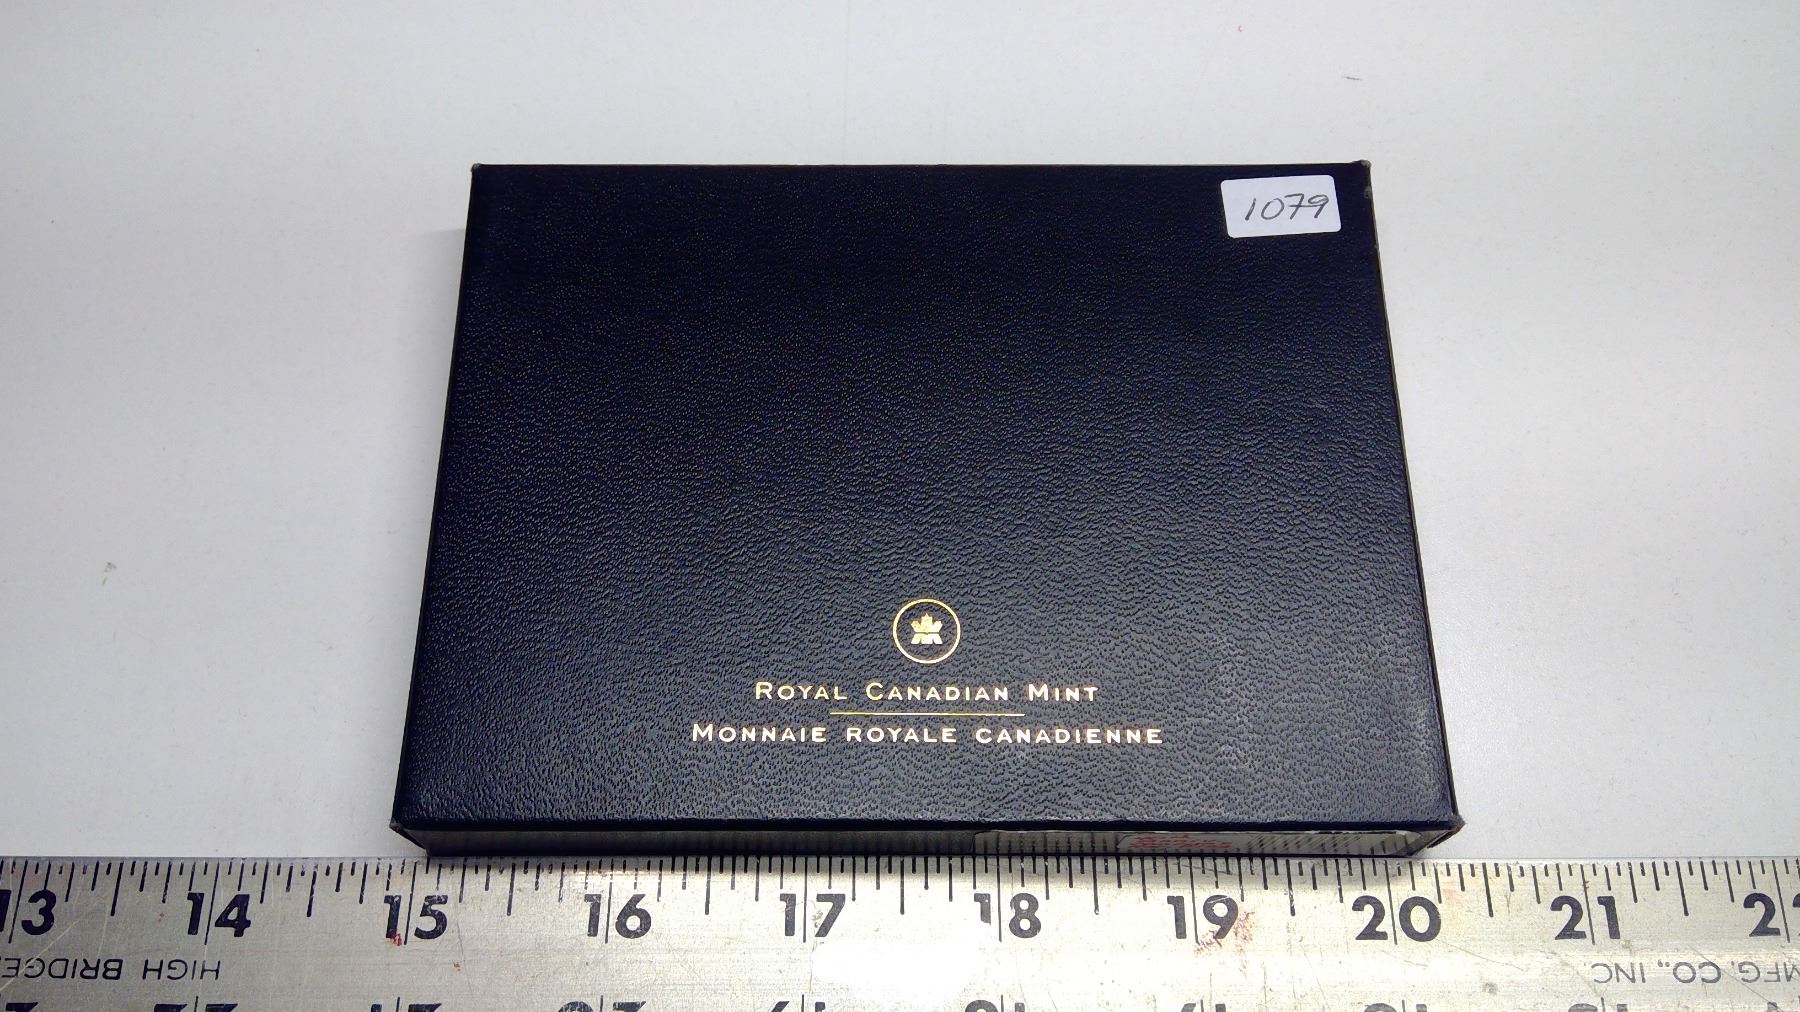 1079
ROYAL CANADIAN MINT
MONNAIE ROYALE CANADIENNE
13 14 15 16 17 18 19 20 21
HIGH BRIDGE
MFG. CO., INC.